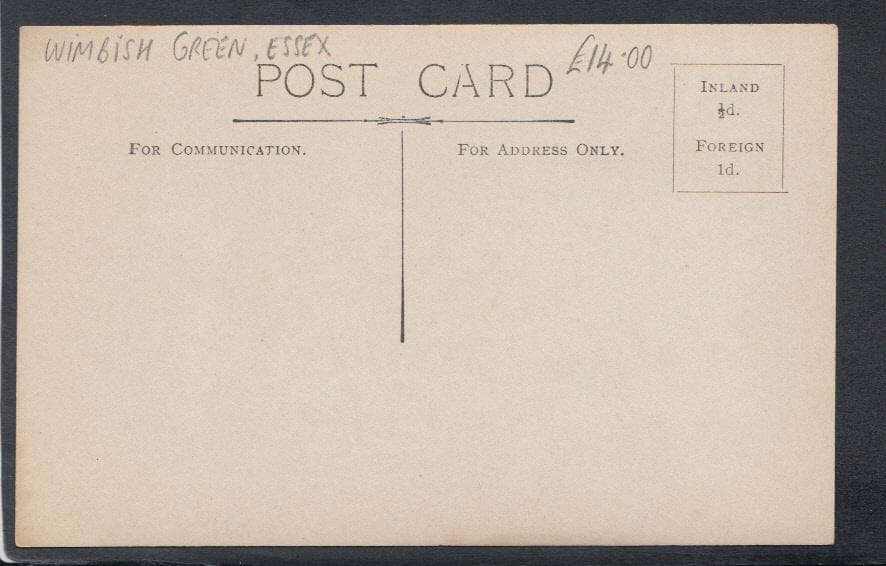 WIMBISH GREEN, ESSEX
£14.00
POST CARD
FOR COMMUNICATION.
FOR ADDRESS ONLY.
INLAND
½d.
FOREIGN
1d.